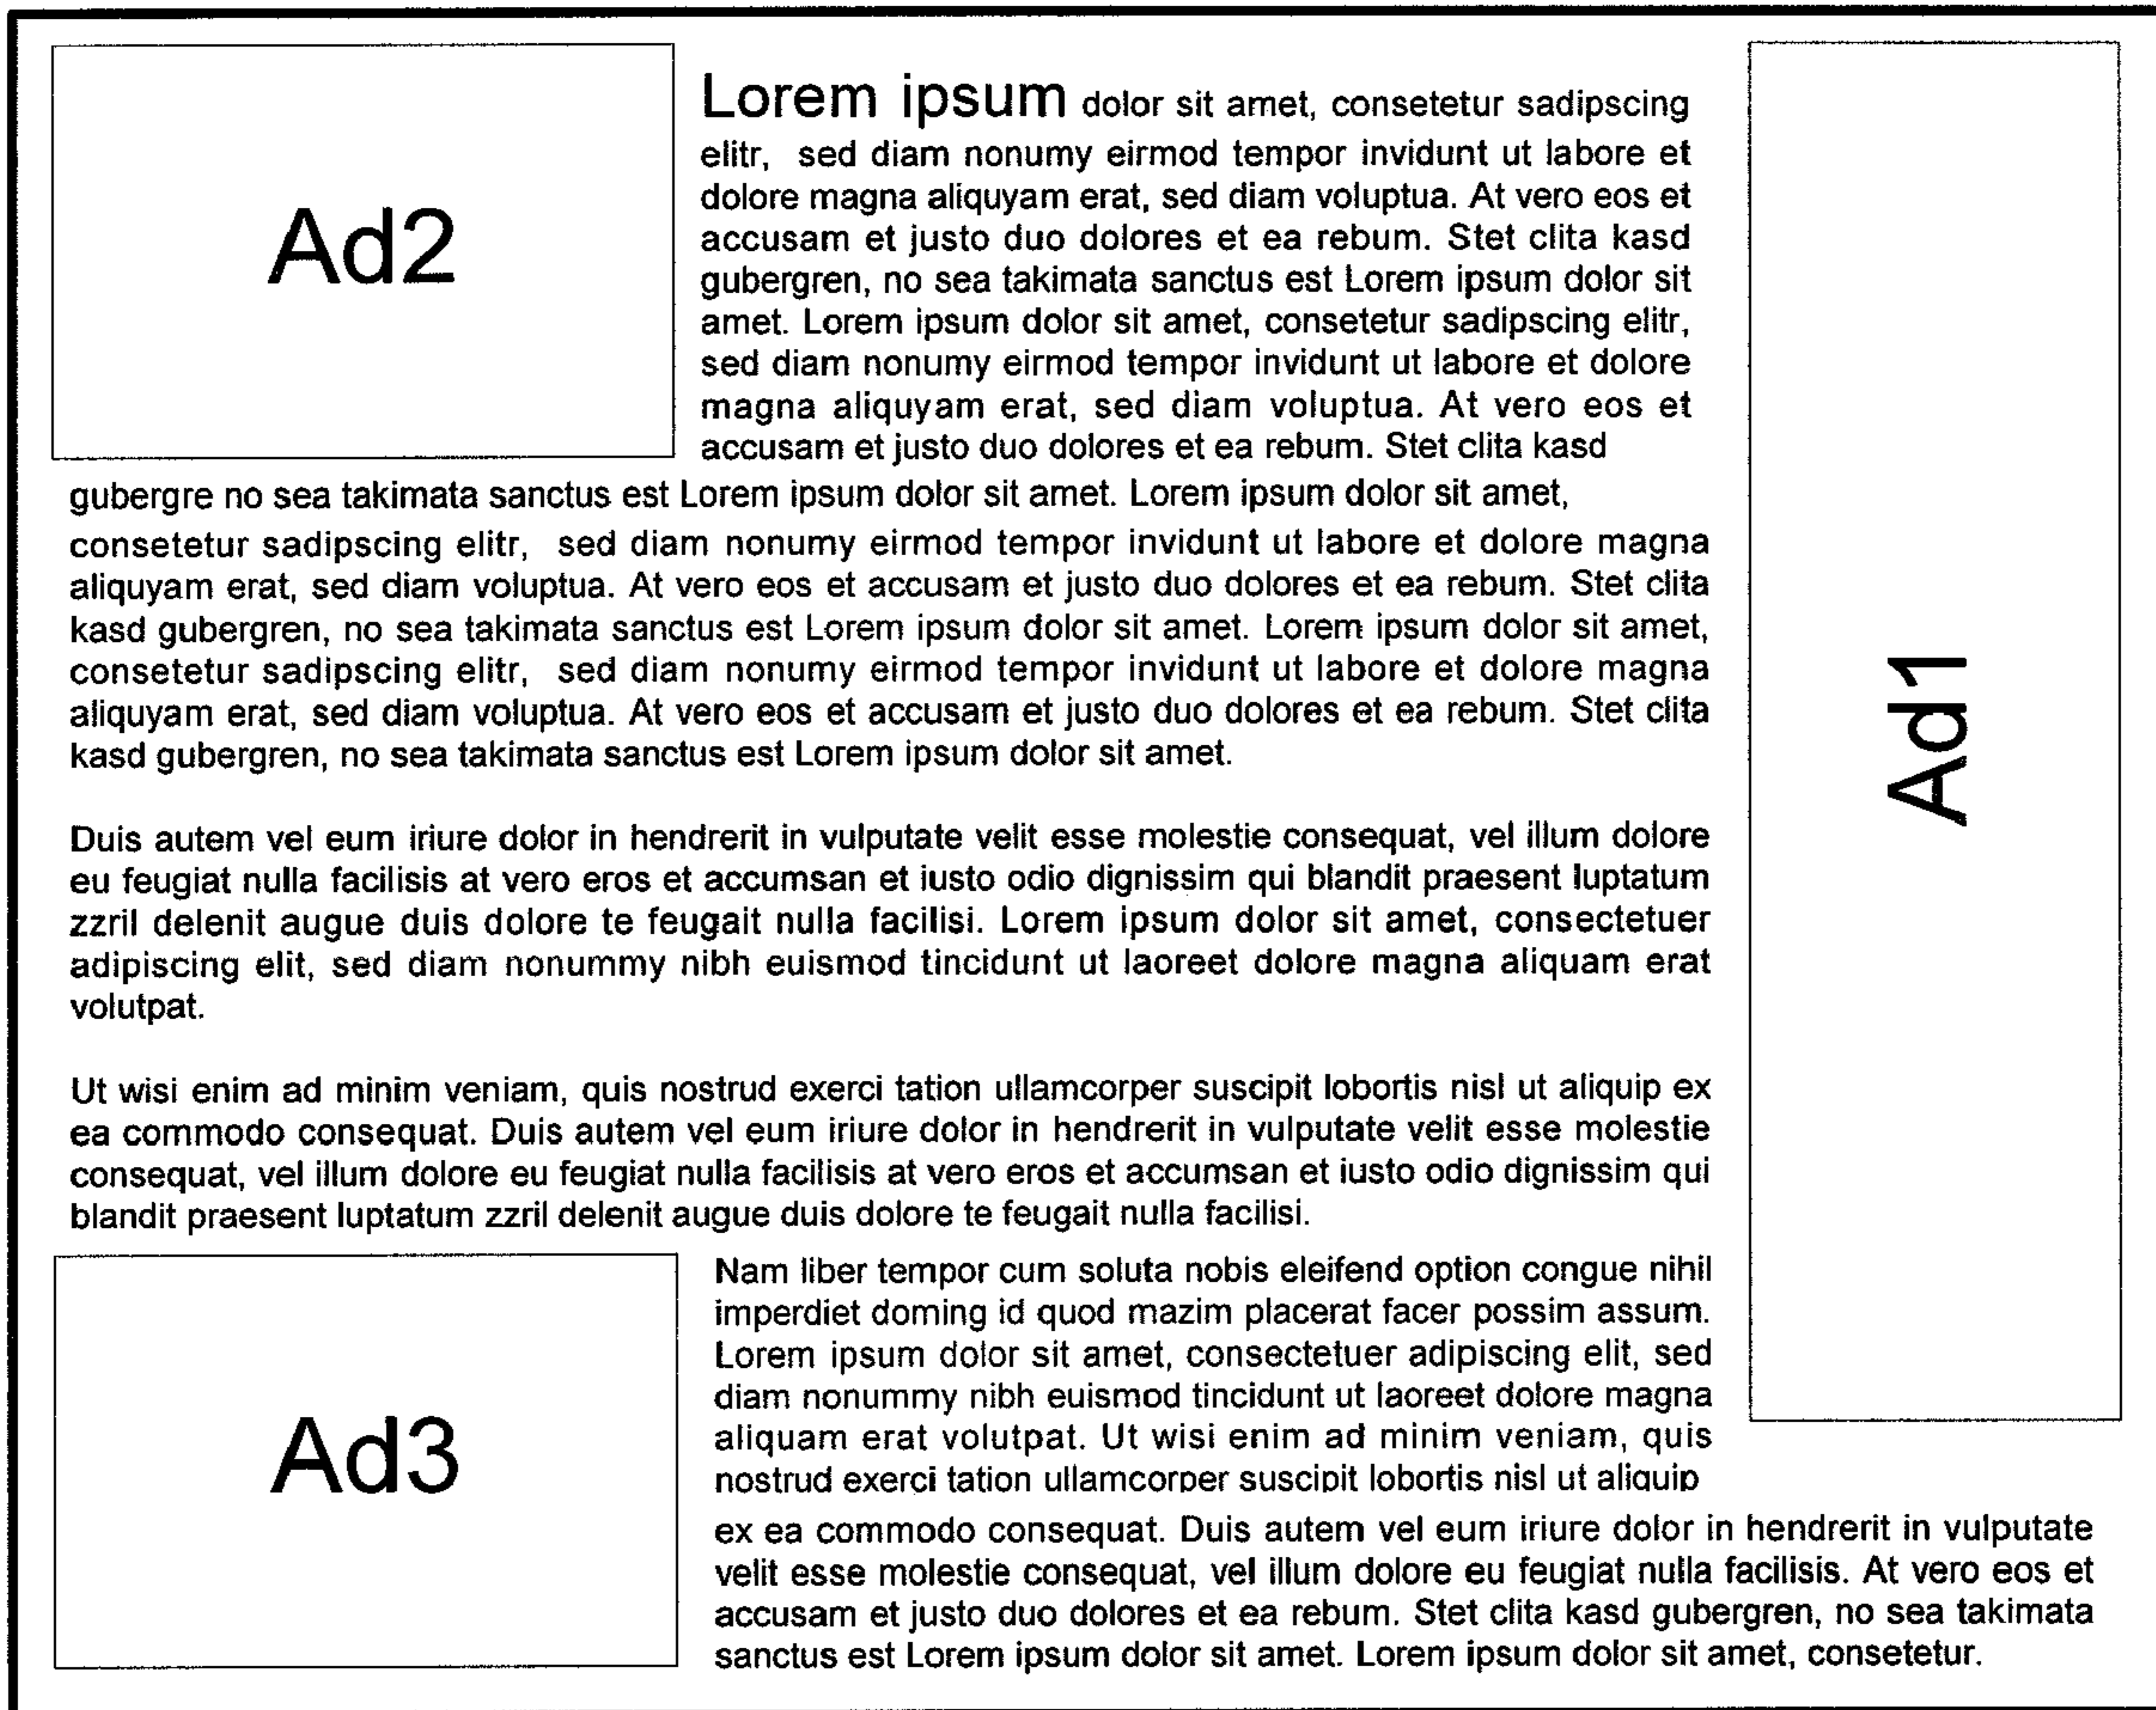 Ad2
Lorem ipsum dolor sit amet, consetetur sadipscing
elitr, sed diam nonumy eirmod tempor invidunt ut labore et
dolore magna aliquyam erat, sed diam voluptua. At vero eos et
accusam et justo duo dolores et ea rebum. Stet clita kasd
gubergren, no sea takimata sanctus est Lorem ipsum dolor sit
amet. Lorem ipsum dolor sit amet, consetetur sadipscing elitr,
sed diam nonumy eirmod tempor invidunt ut labore et dolore
magna aliquyam erat, sed diam voluptua. At vero eos et
accusam et justo duo dolores et ea rebum. Stet clita kasd
gubergre no sea takimata sanctus est Lorem ipsum dolor sit amet. Lorem ipsum dolor sit amet,
consetetur sadipscing elitr, sed diam nonumy eirmod tempor invidunt ut labore et dolore magna
aliquyam erat, sed diam voluptua. At vero eos et accusam et justo duo dolores et ea rebum. Stet clita
kasd gubergren, no sea takimata sanctus est Lorem ipsum dolor sit amet. Lorem ipsum dolor sit amet,
consetetur sadipscing elitr, sed diam nonumy eirmod tempor invidunt ut labore et dolore magna
aliquyam erat, sed diam voluptua. At vero eos et accusam et justo duo dolores et ea rebum. Stet clita
kasd gubergren, no sea takimata sanctus est Lorem ipsum dolor sit amet.
Duis autem vel eum iriure dolor in hendrerit in vulputate velit esse molestie consequat, vel illum dolore
eu feugiat nulla facilisis at vero eros et accumsan et iusto odio dignissim qui blandit praesent luptatum
zzril delenit augue duis dolore te feugait nulla facilisi. Lorem ipsum dolor sit amet, consectetuer
adipiscing elit, sed diam nonummy nibh euismod tincidunt ut laoreet dolore magna aliquam erat
volutpat.
Ut wisi enim ad minim veniam, quis nostrud exerci tation ullamcorper suscipit lobortis nisl ut aliquip ex
ea commodo consequat. Duis autem vel eum iriure dolor in hendrerit in vulputate velit esse molestie
consequat, vel illum dolore eu feugiat nulla facilisis at vero eros et accumsan et iusto odio dignissim qui
blandit praesent luptatum zzril delenit augue duis dolore te feugait nulla facilisi.
Ad3
Nam liber tempor cum soluta nobis eleifend option congue nihil
imperdiet doming id quod mazim placerat facer possim assum.
Lorem ipsum dolor sit amet, consectetuer adipiscing elit, sed
diam nonummy nibh euismod tincidunt ut laoreet dolore magna
aliquam erat volutpat. Ut wisi enim ad minim veniam, quis
nostrud exerci tation ullamcorper suscipit lobortis nisl ut aliquip
ex ea commodo consequat. Duis autem vel eum iriure dolor in hendrerit in vulputate
velit esse molestie consequat, vel illum dolore eu feugiat nulla facilisis. At vero eos et
accusam et justo duo dolores et ea rebum. Stet clita kasd gubergren, no sea takimata
sanctus est Lorem ipsum dolor sit amet. Lorem ipsum dolor sit amet, consetetur.
Ad1